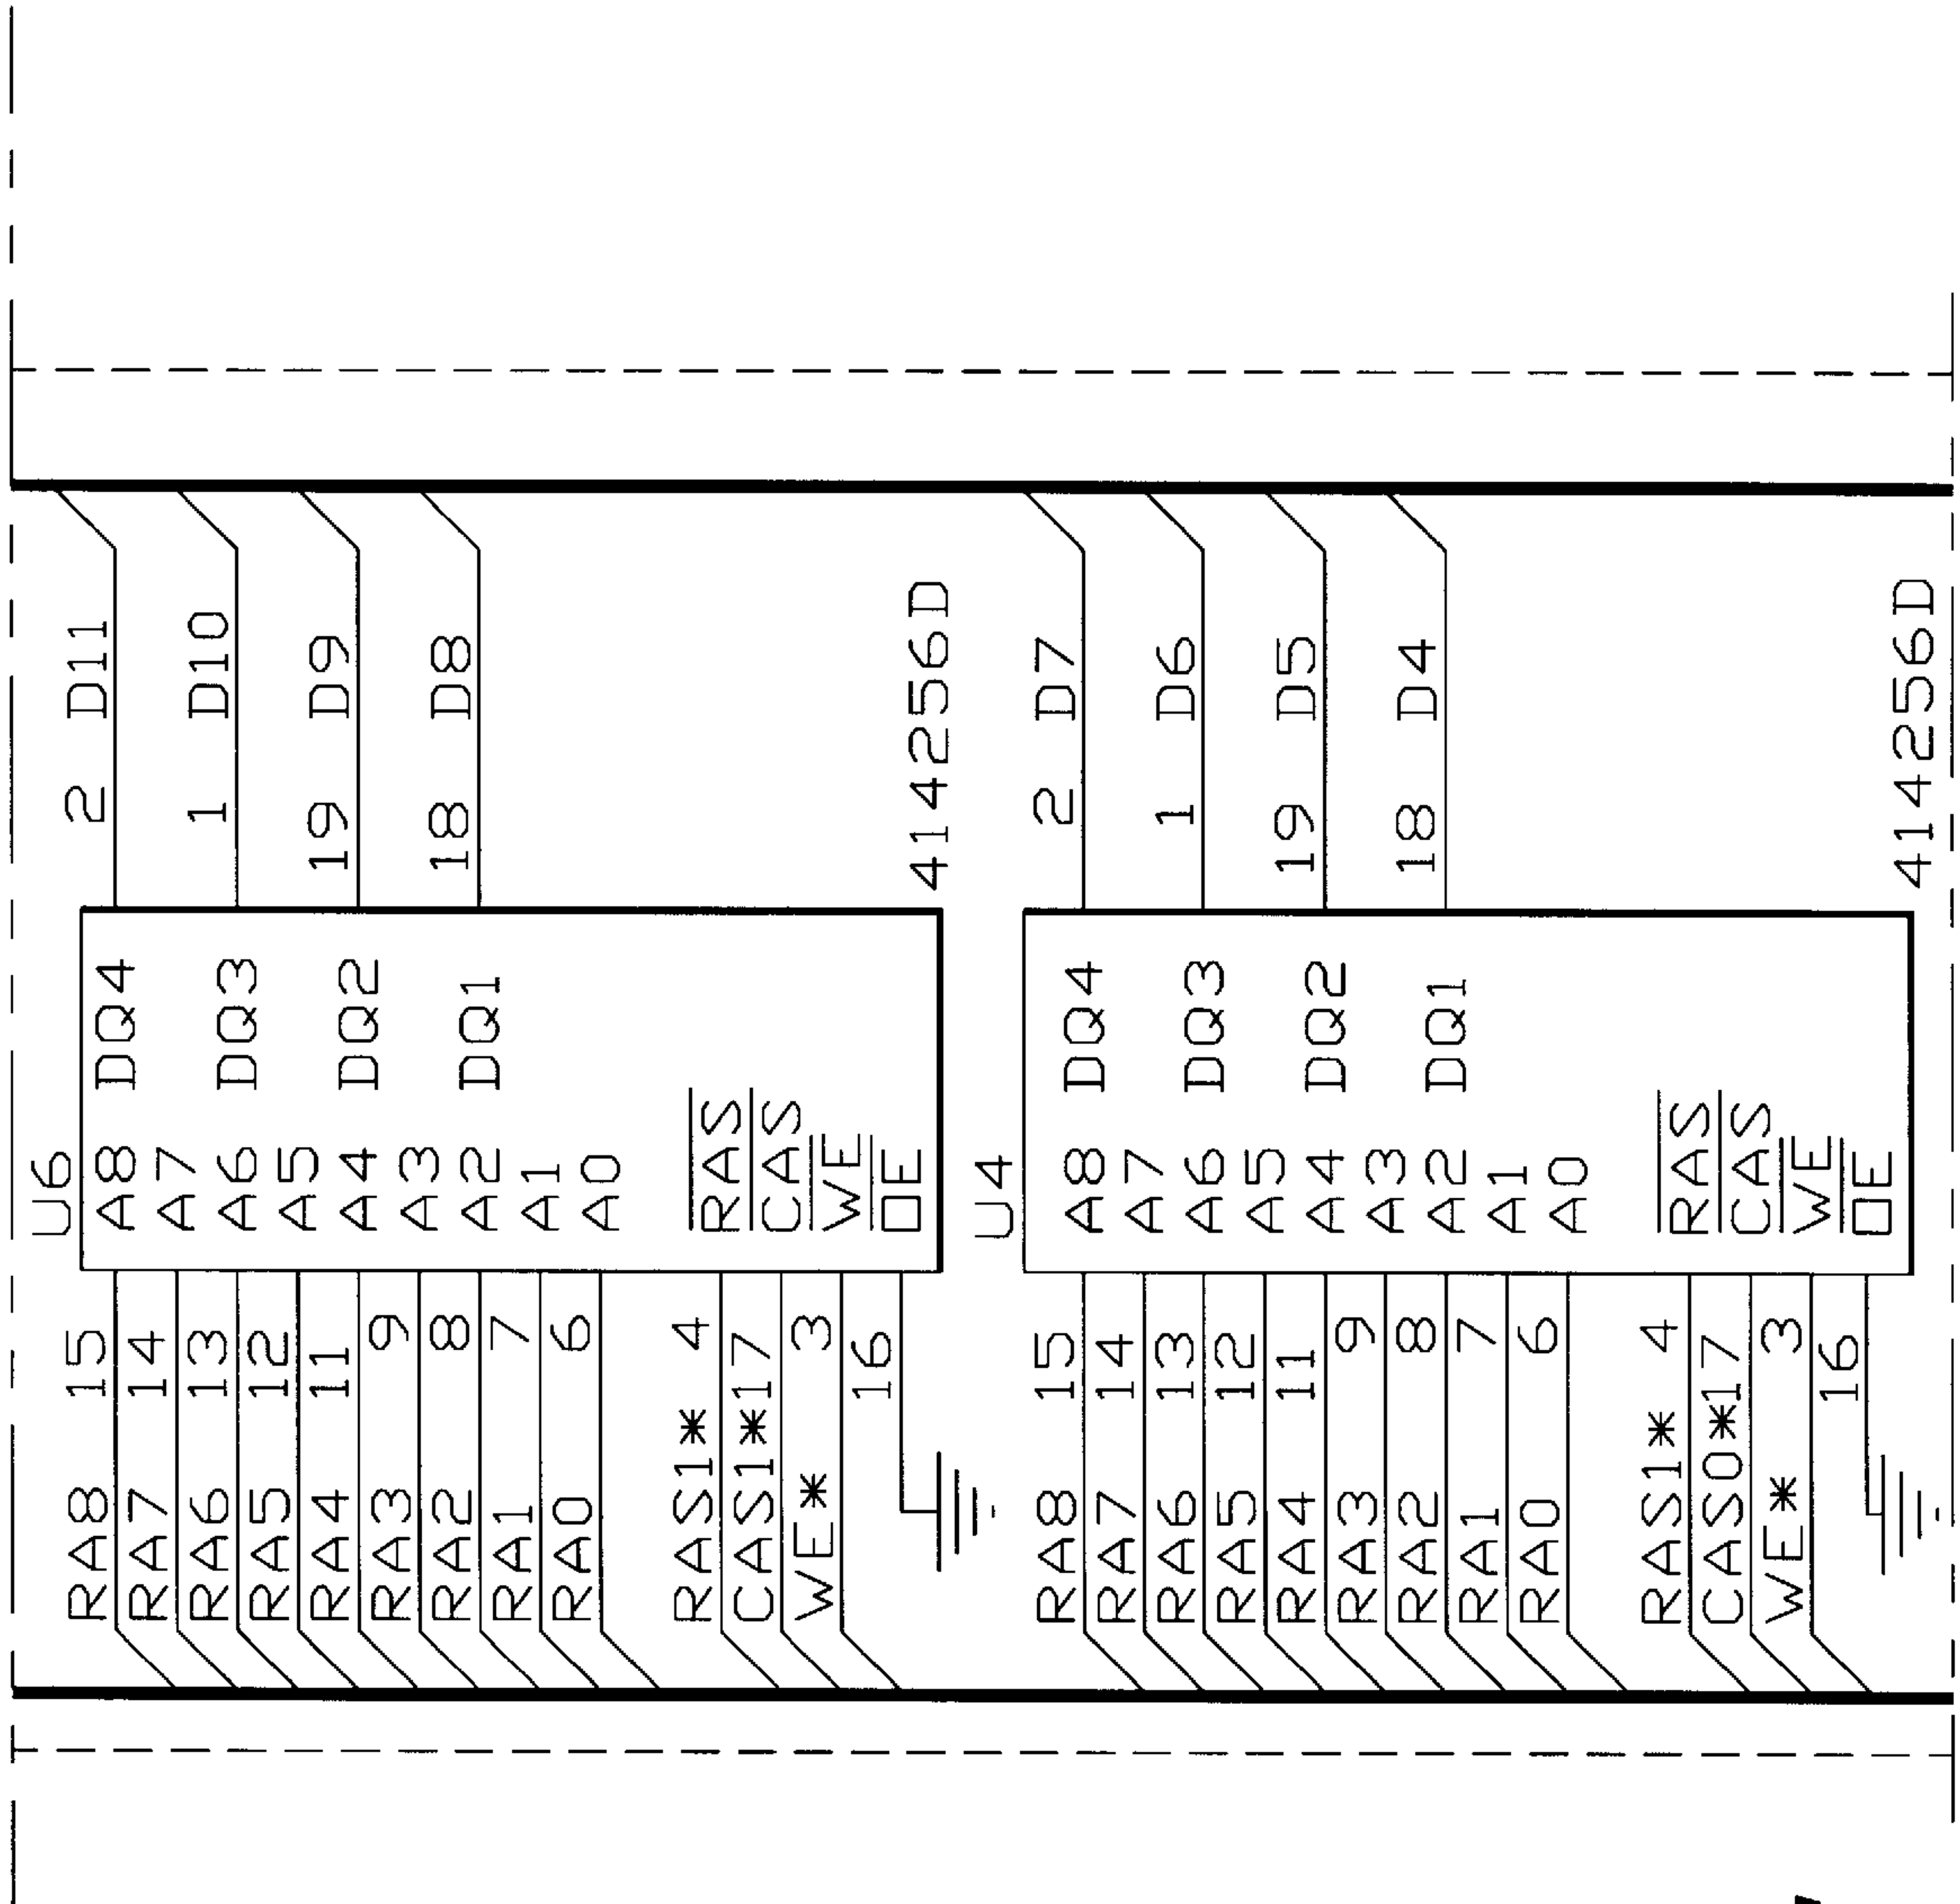 U6
RA8 15 2 D11
A8 DQ4
RA7 14
A7
RA6 13 1 D10
A6 DQ3
RA5 12
A5
RA4 11 19 D9
A4 DQ2
RA3 9
A3
RA2 8 18 D8
A2 DQ1
RA1 7
A1
RA0 6
A0
RAS1* 4
RAS
CAS1*17
CAS
WE* 3
WE
16
OE
414256D
U4
RA8 15 2 D7
A8 DQ4
RA7 14
A7
RA6 13 1 D6
A6 DQ3
RA5 12
A5
RA4 11 19 D5
A4 DQ2
RA3 9
A3
RA2 8 18 D4
A2 DQ1
RA1 7
A1
RA0 6
A0
RAS1* 4
RAS
CAS0*17
CAS
WE* 3
WE
16
OE
414256D